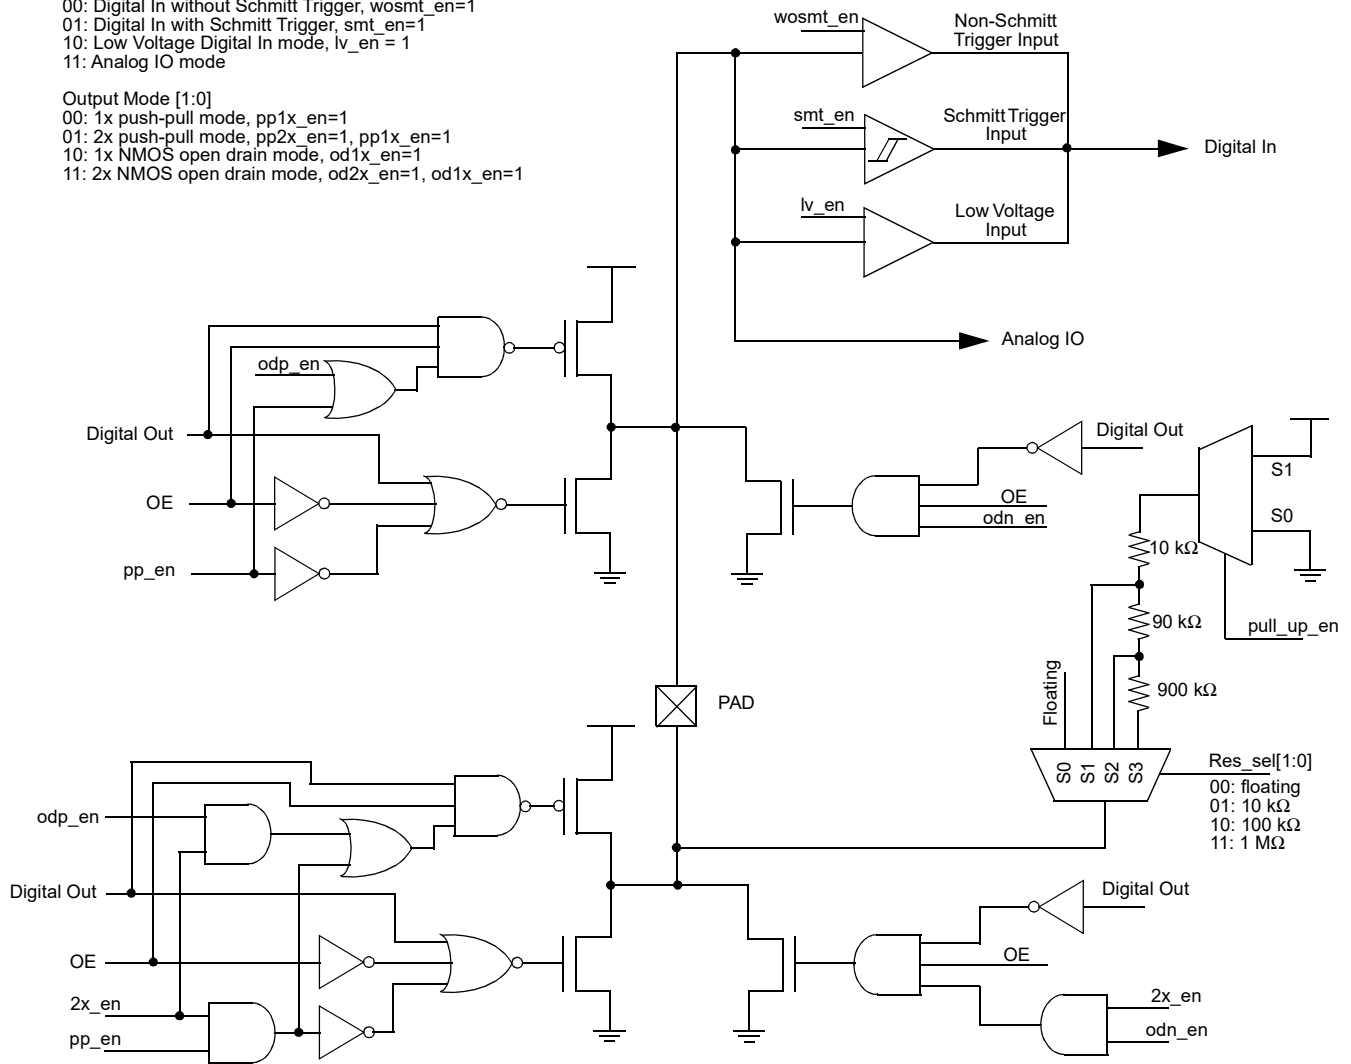 00: Digital In without Schmitt Trigger, wosmt_en=1
01: Digital In with Schmitt Trigger, smt_en=1
10: Low Voltage Digital In mode, lv_en = 1
11: Analog IO mode
Output Mode [1:0]
00: 1x push-pull mode, pp1x_en=1
01: 2x push-pull mode, pp2x_en=1, pp1x_en=1
10: 1x NMOS open drain mode, od1x_en=1
11: 2x NMOS open drain mode, od2x_en=1, od1x_en=1
wosmt_en
Non-Schmitt
Trigger Input
smt_en
Schmitt Trigger
Input
Digital In
lv_en
Low Voltage
Input
Analog IO
odp_en
Digital Out
OE
pp_en
Digital Out
OE
odn_en
S1
S0
10 kΩ
90 kΩ
pull_up_en
900 kΩ
Floating
PAD
S0
S1
S2
S3
Res_sel[1:0]
00: floating
01: 10 kΩ
10: 100 kΩ
11: 1 MΩ
odp_en
Digital Out
OE
2x_en
pp_en
Digital Out
OE
2x_en
odn_en